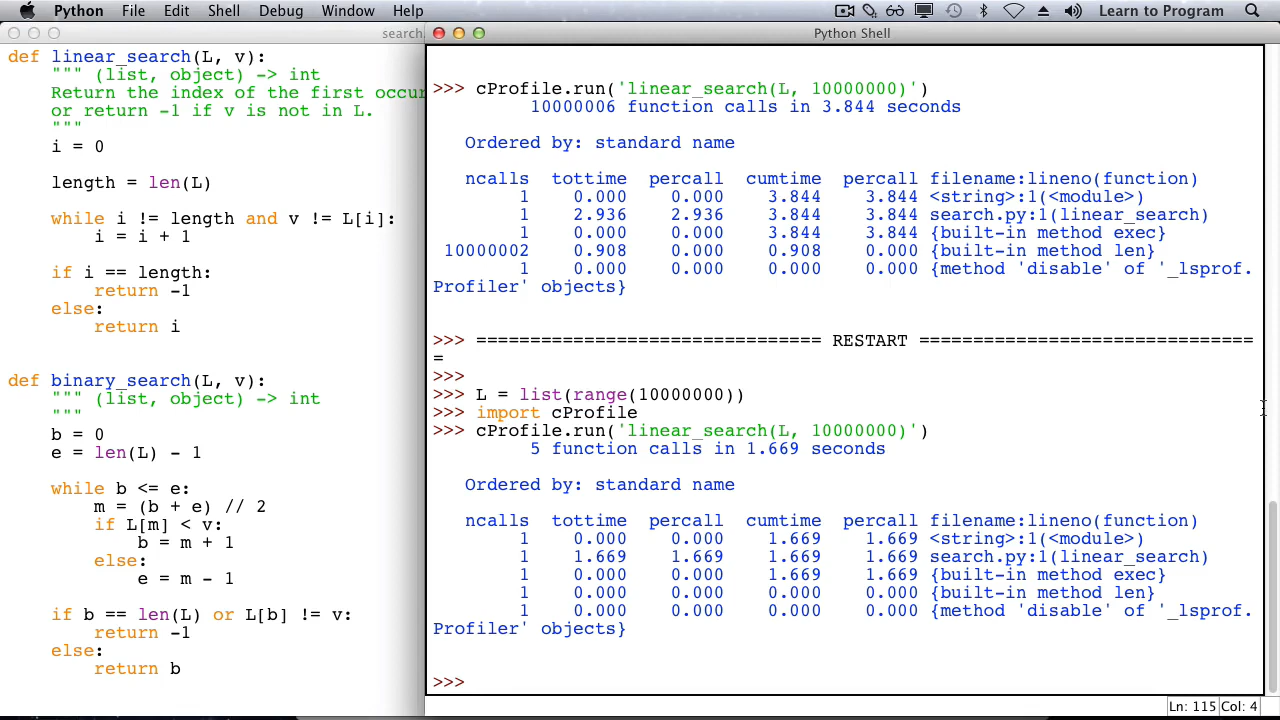 Python File Edit Shell Debug Window Help Learn to Program
search.
def linear_search(L, v):
""" (list, object) -> int
Return the index of the first occur
or return -1 if v is not in L.
"""
i = 0
length = len(L)
while i != length and v != L[i]:
i = i + 1
if i == length:
return -1
else:
return i
def binary_search(L, v):
""" (list, object) -> int
"""
b = 0
e = len(L) - 1
while b <= e:
m = (b + e) // 2
if L[m] < v:
b = m + 1
else:
e = m - 1
if b == len(L) or L[b] != v:
return -1
else:
return b
Python Shell
>>> cProfile.run('linear_search(L, 10000000)')
10000006 function calls in 3.844 seconds
Ordered by: standard name
ncalls tottime percall cumtime percall filename:lineno(function)
1 0.000 0.000 3.844 3.844 <string>:1(<module>)
1 2.936 2.936 3.844 3.844 search.py:1(linear_search)
1 0.000 0.000 3.844 3.844 {built-in method exec}
10000002 0.908 0.000 0.908 0.000 {built-in method len}
1 0.000 0.000 0.000 0.000 {method 'disable' of '_lsprof.
Profiler' objects}
>>> ================================ RESTART ===============================
=
>>>
>>> L = list(range(10000000))
>>> import cProfile
>>> cProfile.run('linear_search(L, 10000000)')
5 function calls in 1.669 seconds
Ordered by: standard name
ncalls tottime percall cumtime percall filename:lineno(function)
1 0.000 0.000 1.669 1.669 <string>:1(<module>)
1 1.669 1.669 1.669 1.669 search.py:1(linear_search)
1 0.000 0.000 1.669 1.669 {built-in method exec}
1 0.000 0.000 0.000 0.000 {built-in method len}
1 0.000 0.000 0.000 0.000 {method 'disable' of '_lsprof.
Profiler' objects}
>>>
Ln: 115 Col: 4